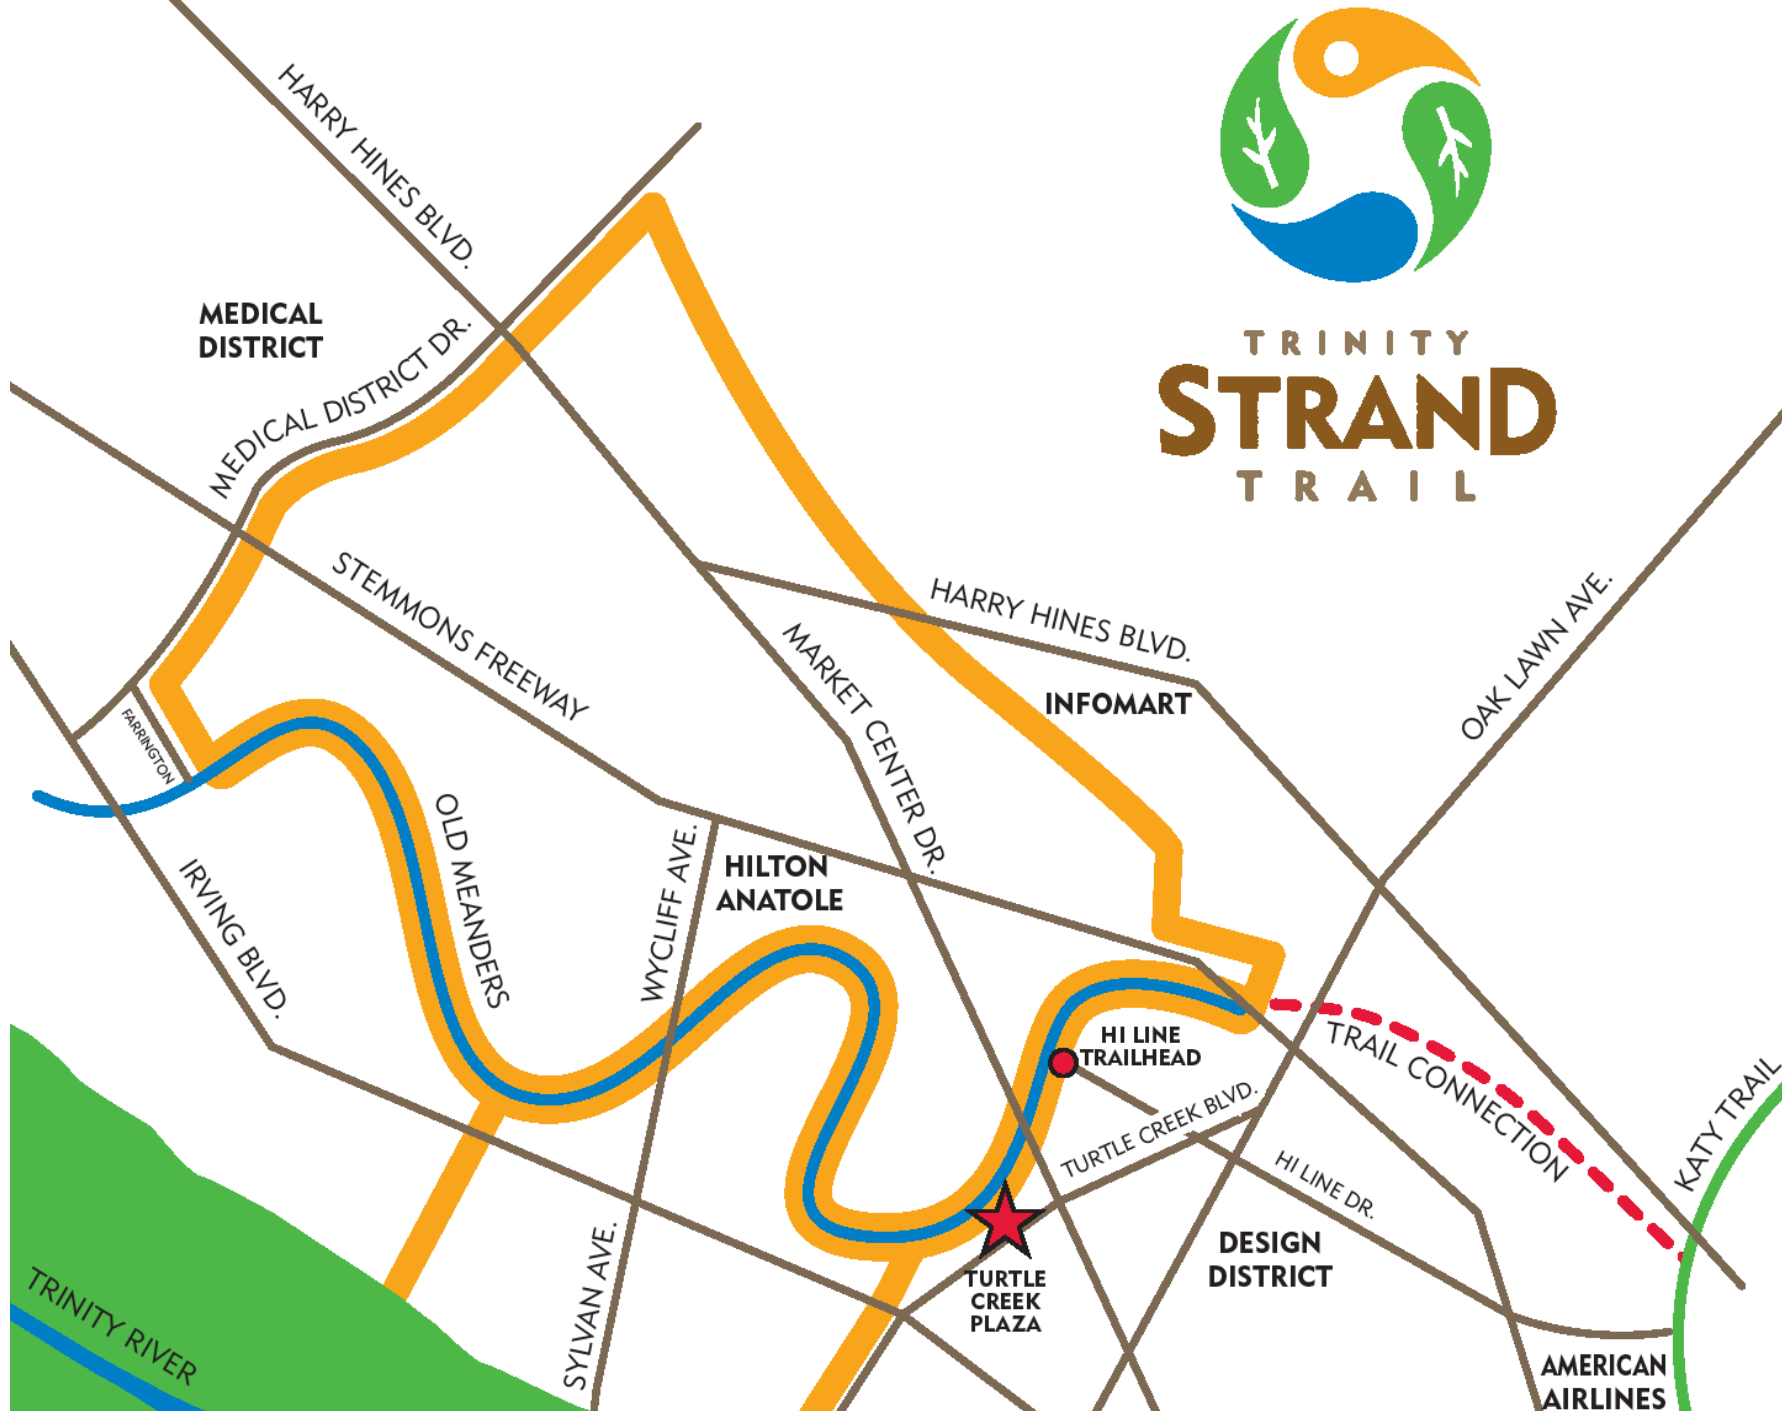 HARRY HINES BLVD.
MEDICAL
DISTRICT
MEDICAL DISTRICT DR.
TRINITY
STRAND
TRAIL
STEMMONS FREEWAY
HARRY HINES BLVD.
MARKET CENTER DR.
INFOMART
OAK LAWN AVE.
FARRINGTON
OLD MEANDERS
IRVING BLVD.
WYCLIFF AVE.
HILTON
ANATOLE
HI LINE
TRAILHEAD
TRAIL CONNECTION
KATY TRAIL
TURTLE CREEK BLVD.
HI LINE DR.
DESIGN
DISTRICT
TURTLE
CREEK
PLAZA
SYLVAN AVE.
TRINITY RIVER
AMERICAN
AIRLINES